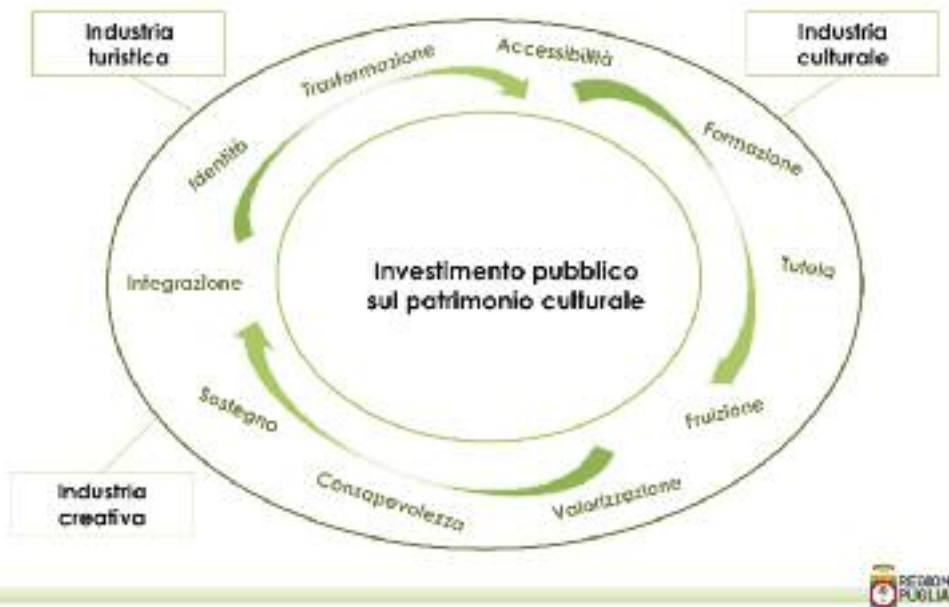 Industria
turistica
Industria
culturale
Trasformazione
Accessibilità
Identità
Formazione
Integrazione
Investimento pubblico
sul patrimonio culturale
Tutela
Sostegno
Fruizione
Consapevolezza
Valorizzazione
Industria
creativa
REGION
PUGLIA